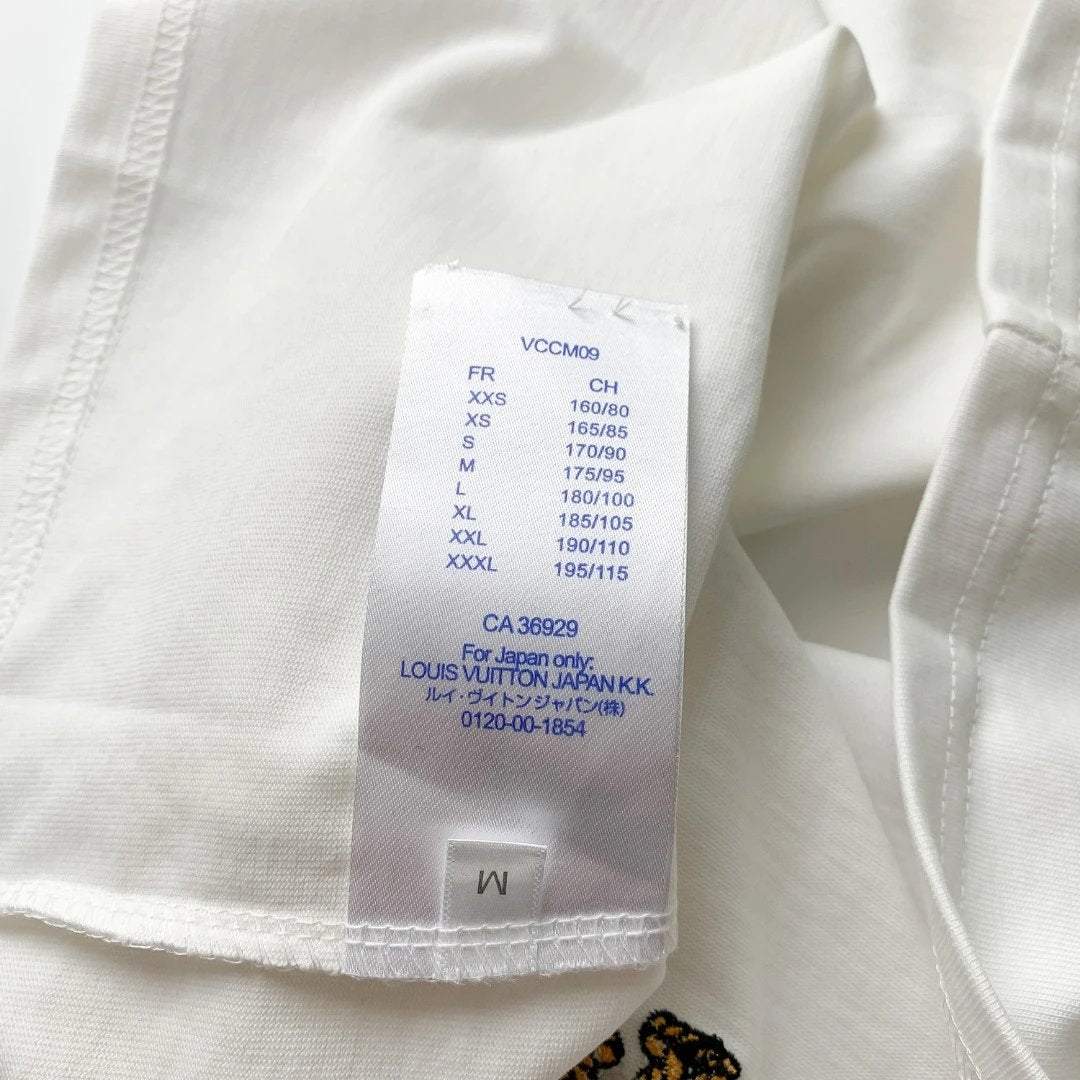 VCCM09
FR CH
XXS 160/80
XS 165/85
S 170/90
M 175/95
L 180/100
XL 185/105
XXL 190/110
XXXL 195/115
CA 36929
For Japan only:
LOUIS VUITTON JAPAN K.K.
ルイ・ヴィトンジャパン(株)
0120-00-1854
M